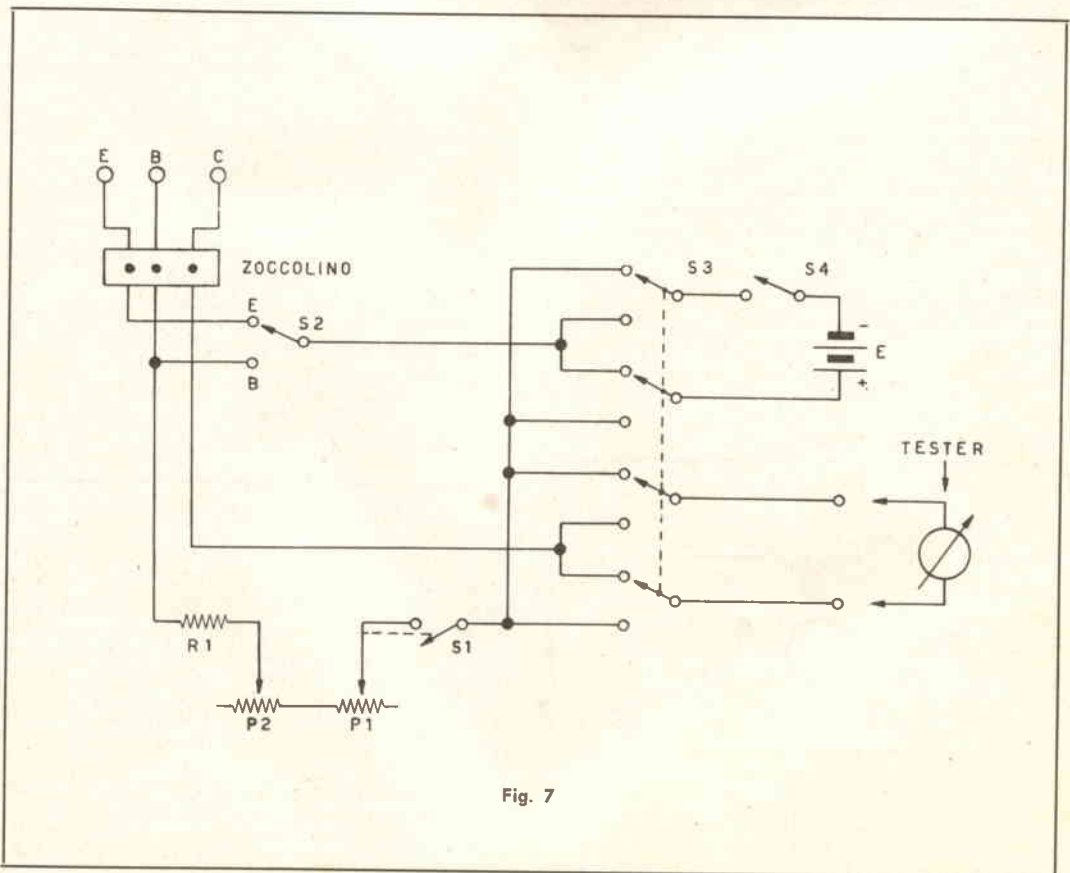 E B C
ZOCCOLINO
E
S2
B
S3
S4
-
E
+
TESTER
R1
S1
P2
P1
Fig. 7